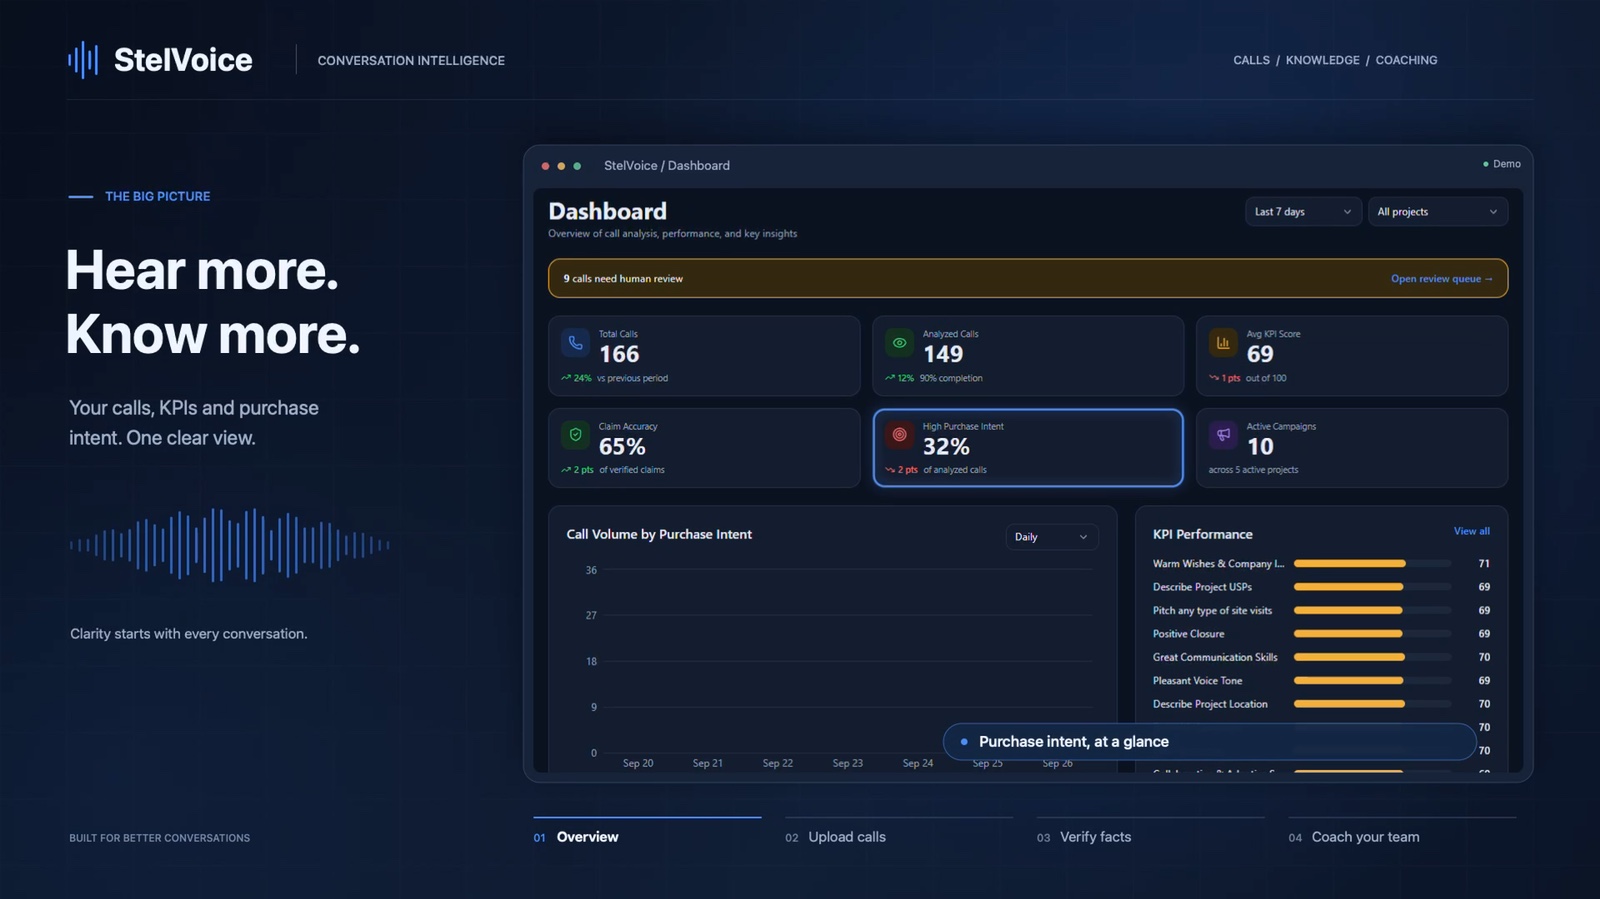 StelVoice
CONVERSATION INTELLIGENCE
CALLS / KNOWLEDGE / COACHING
THE BIG PICTURE
Hear more.
Know more.
Your calls, KPIs and purchase
intent. One clear view.
Clarity starts with every conversation.
BUILT FOR BETTER CONVERSATIONS
StelVoice / Dashboard
Demo
Dashboard
Overview of call analysis, performance, and key insights
Last 7 days
All projects
9 calls need human review
Open review queue →
Total Calls
166
24% vs previous period
Analyzed Calls
149
12% 90% completion
Avg KPI Score
69
1 pts out of 100
Claim Accuracy
65%
2 pts of verified claims
High Purchase Intent
32%
2 pts of analyzed calls
Active Campaigns
10
across 5 active projects
Call Volume by Purchase Intent
Daily
36
27
18
9
0
Sep 20 Sep 21 Sep 22 Sep 23 Sep 24 Sep 25 Sep 26
KPI Performance
View all
Warm Wishes & Company I... 71
Describe Project USPs 69
Pitch any type of site visits 69
Positive Closure 69
Great Communication Skills 70
Pleasant Voice Tone 69
Describe Project Location 70
70
70
Purchase intent, at a glance
01 Overview
02 Upload calls
03 Verify facts
04 Coach your team